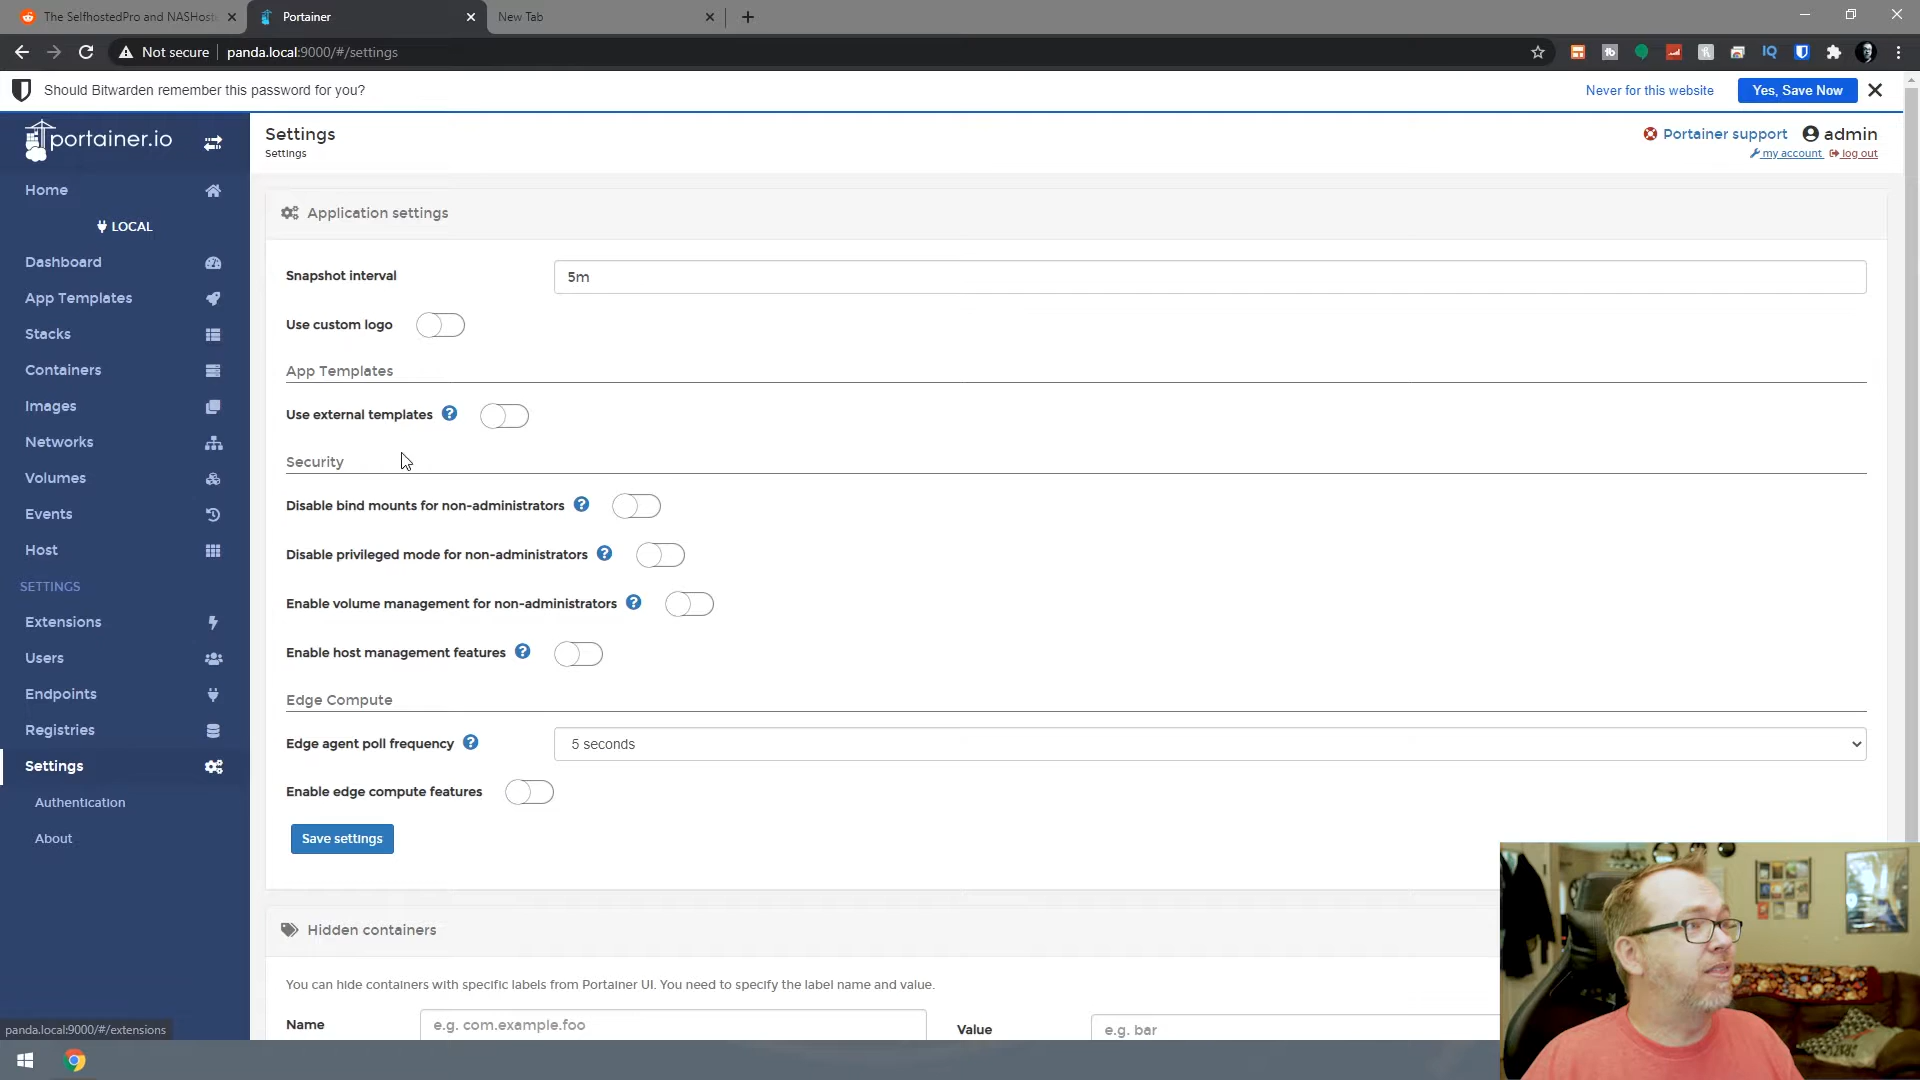 The SelfhostedPro and NASHost
Portainer
New Tab
Not secure
panda.local:9000/#/settings
Should Bitwarden remember this password for you?
Never for this website
Yes, Save Now
portainer.io
Home
LOCAL
Dashboard
App Templates
Stacks
Containers
Images
Networks
Volumes
Events
Host
SETTINGS
Extensions
Users
Endpoints
Registries
Settings
Authentication
About
Settings
Settings
Portainer support
admin
my account
log out
Application settings
Snapshot interval
5m
Use custom logo
App Templates
Use external templates
Security
Disable bind mounts for non-administrators
Disable privileged mode for non-administrators
Enable volume management for non-administrators
Enable host management features
Edge Compute
Edge agent poll frequency
5 seconds
Enable edge compute features
Save settings
Hidden containers
You can hide containers with specific labels from Portainer UI. You need to specify the label name and value.
Name
e.g. com.example.foo
Value
e.g. bar
panda.local:9000/#/extensions